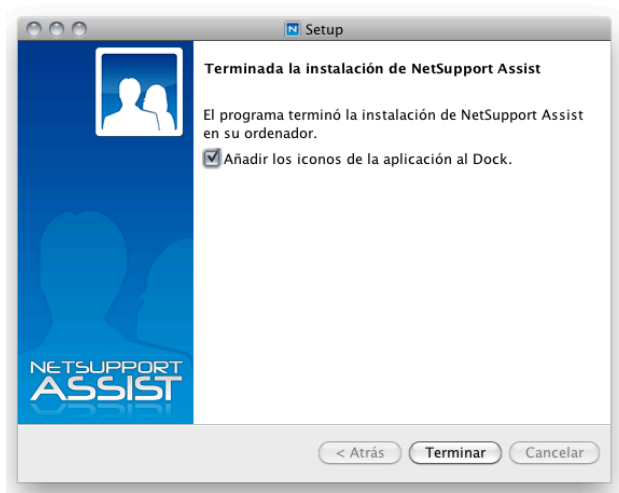 Setup
Terminada la instalación de NetSupport Assist
El programa terminó la instalación de NetSupport Assist
en su ordenador.
Añadir los iconos de la aplicación al Dock.
NETSUPPORT
ASSIST
< Atrás
Terminar
Cancelar